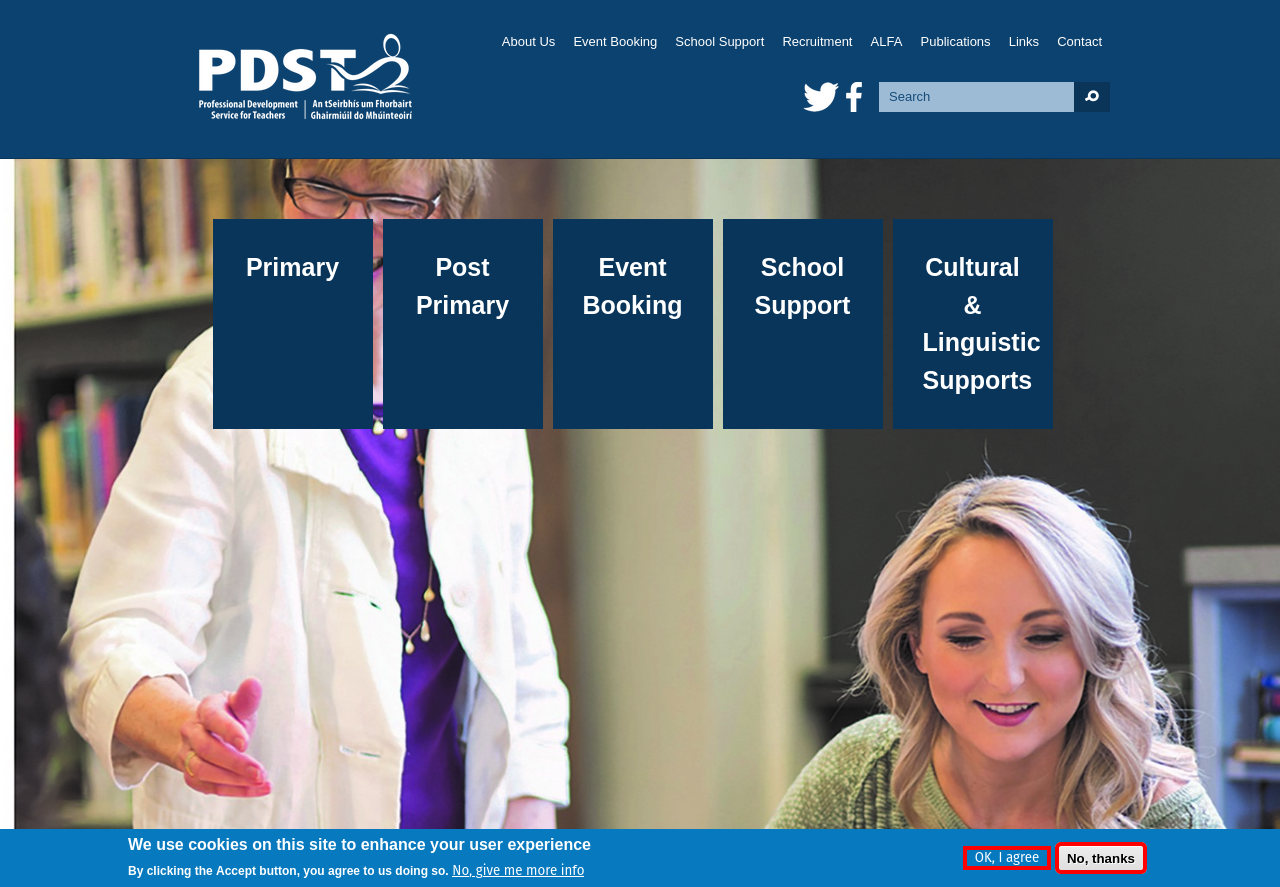 About Us Event Booking School Support Recruitment ALFA Publications Links Contact
PDST
Professional Development Service for Teachers
An tSeirbhís um Fhorbairt Ghairmiúil do Mhúinteoirí
Search
Primary
Post
Primary
Event
Booking
School
Support
Cultural
&
Linguistic
Supports
We use cookies on this site to enhance your user experience
By clicking the Accept button, you agree to us doing so. No, give me more info
OK, I agree
No, thanks